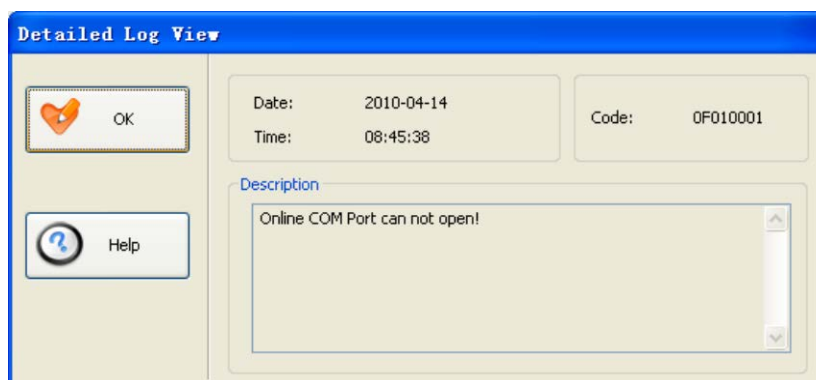 Detailed Log View
OK
Help
Date: 2010-04-14
Time: 08:45:38
Code: 0F010001
Description
Online COM Port can not open!